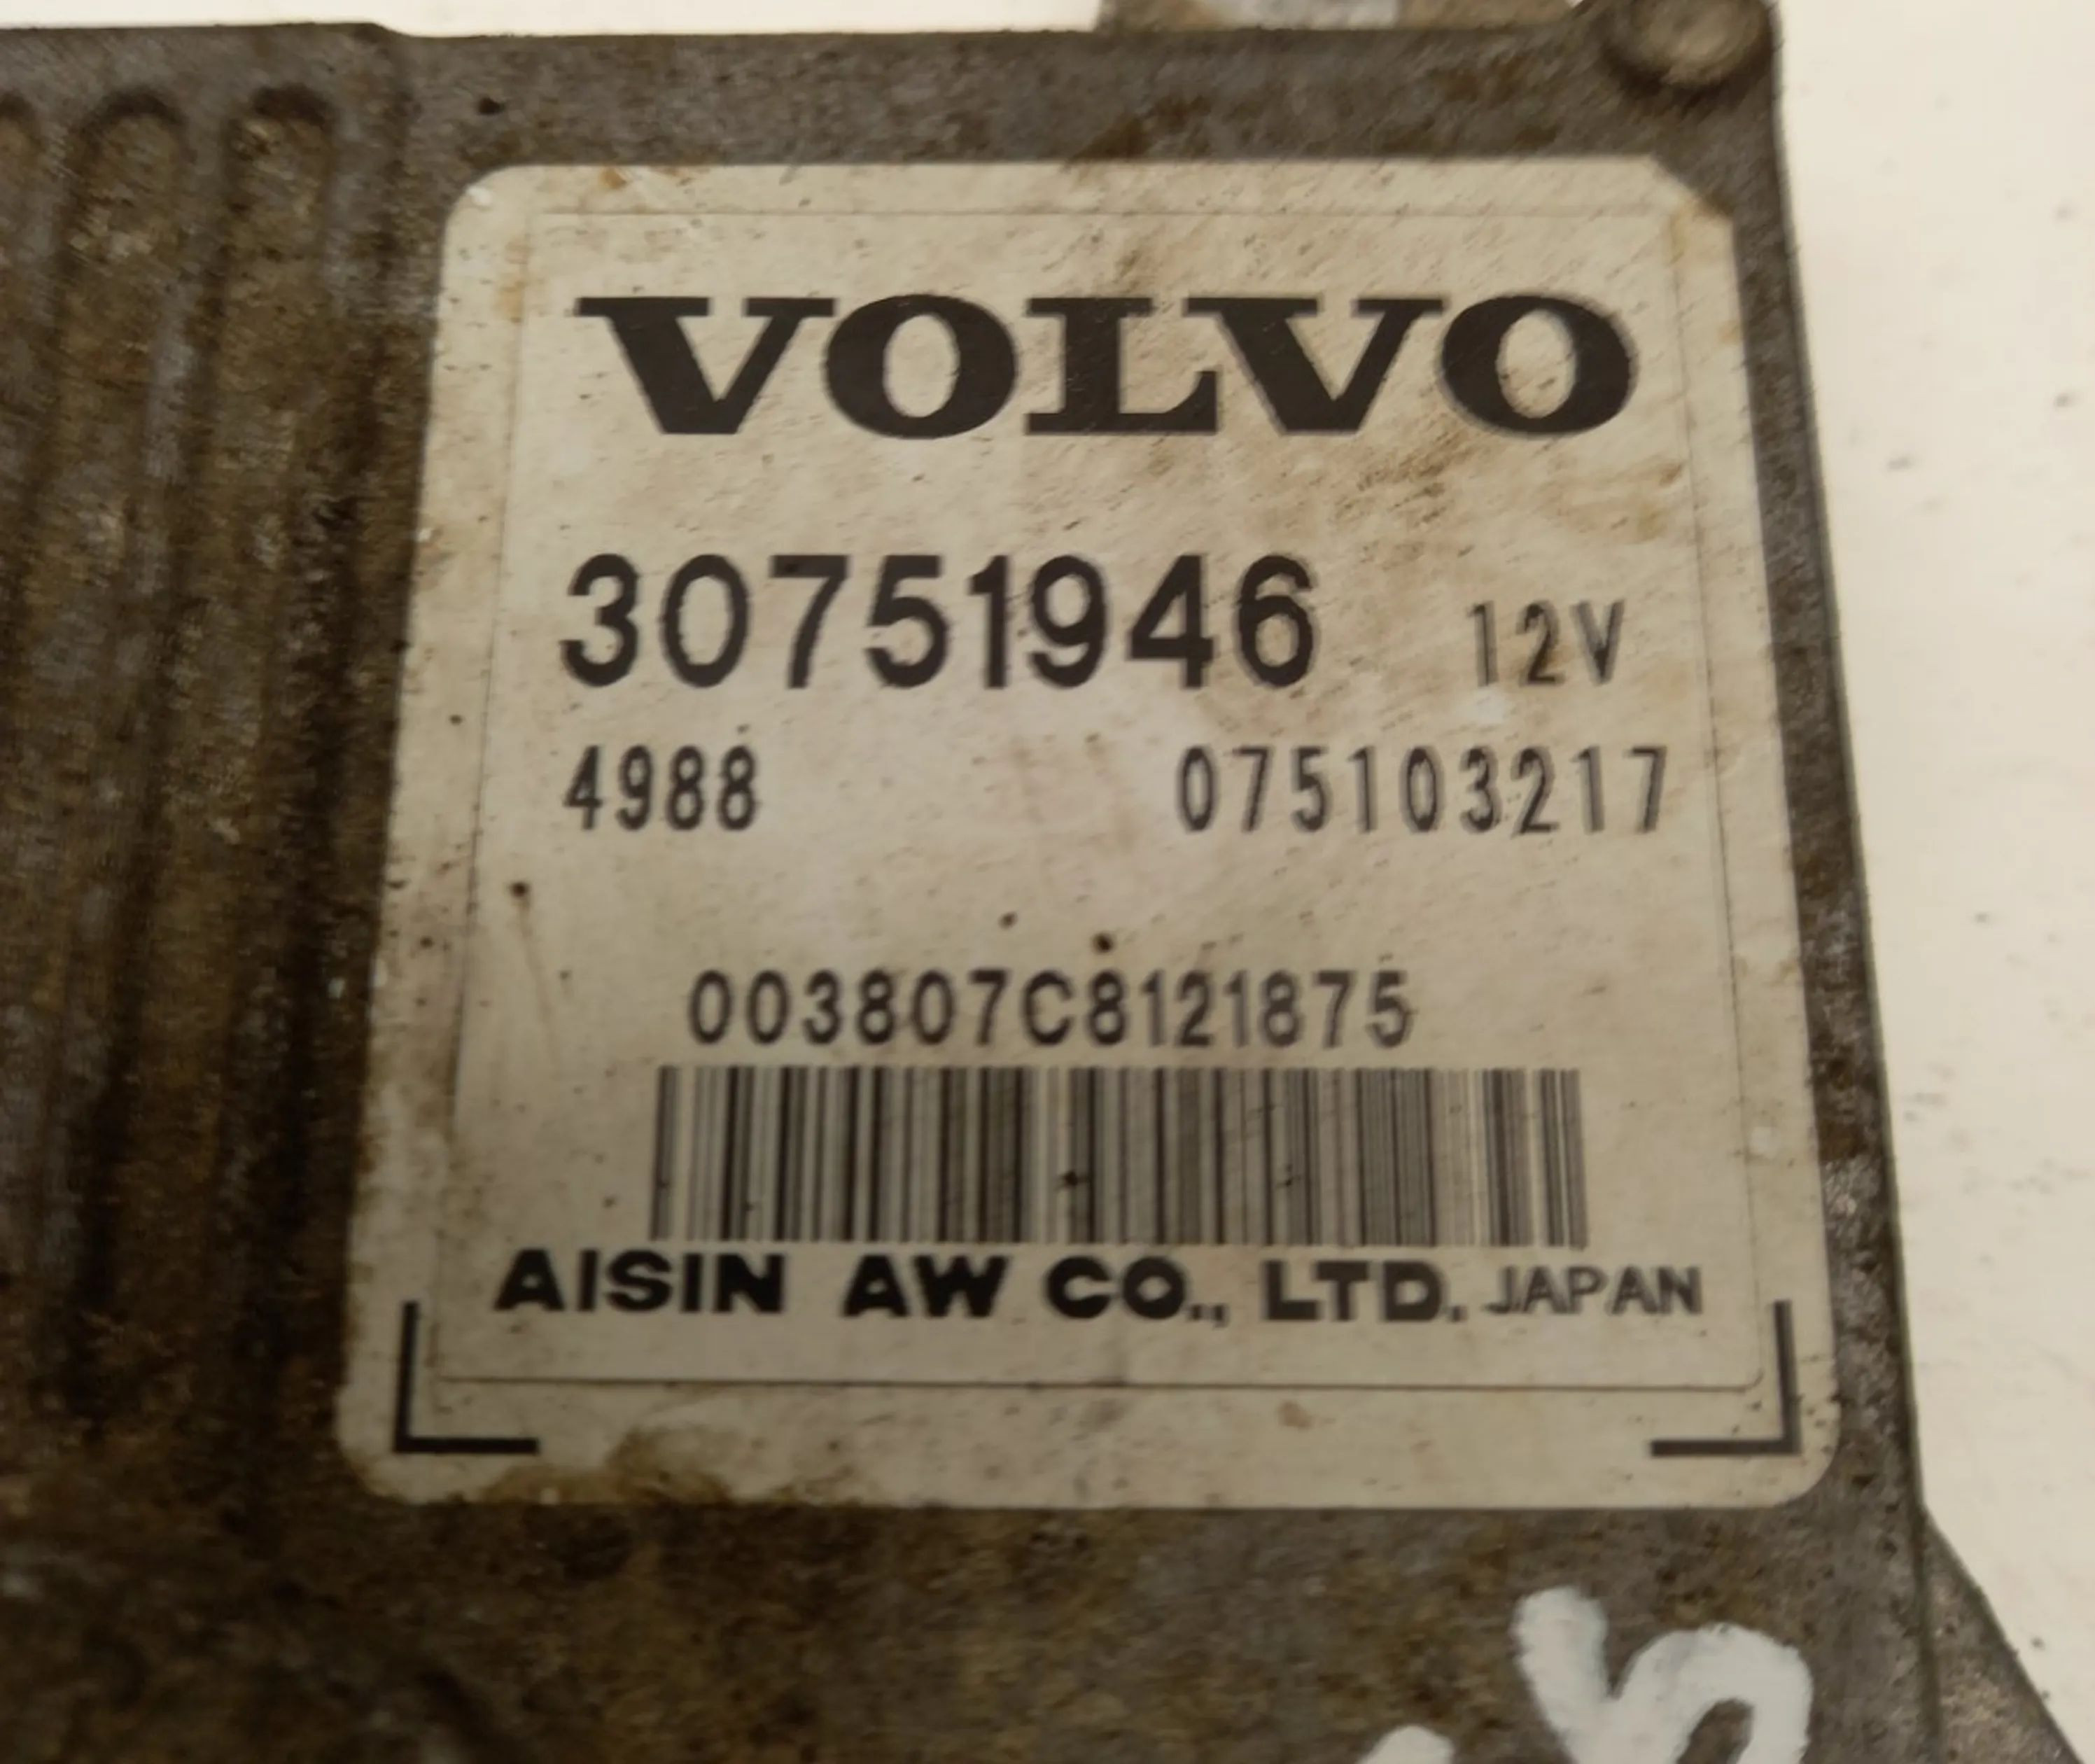 VOLVO
30751946 12V
4988 075103217
003807C8121875
AISIN AW CO., LTD. JAPAN